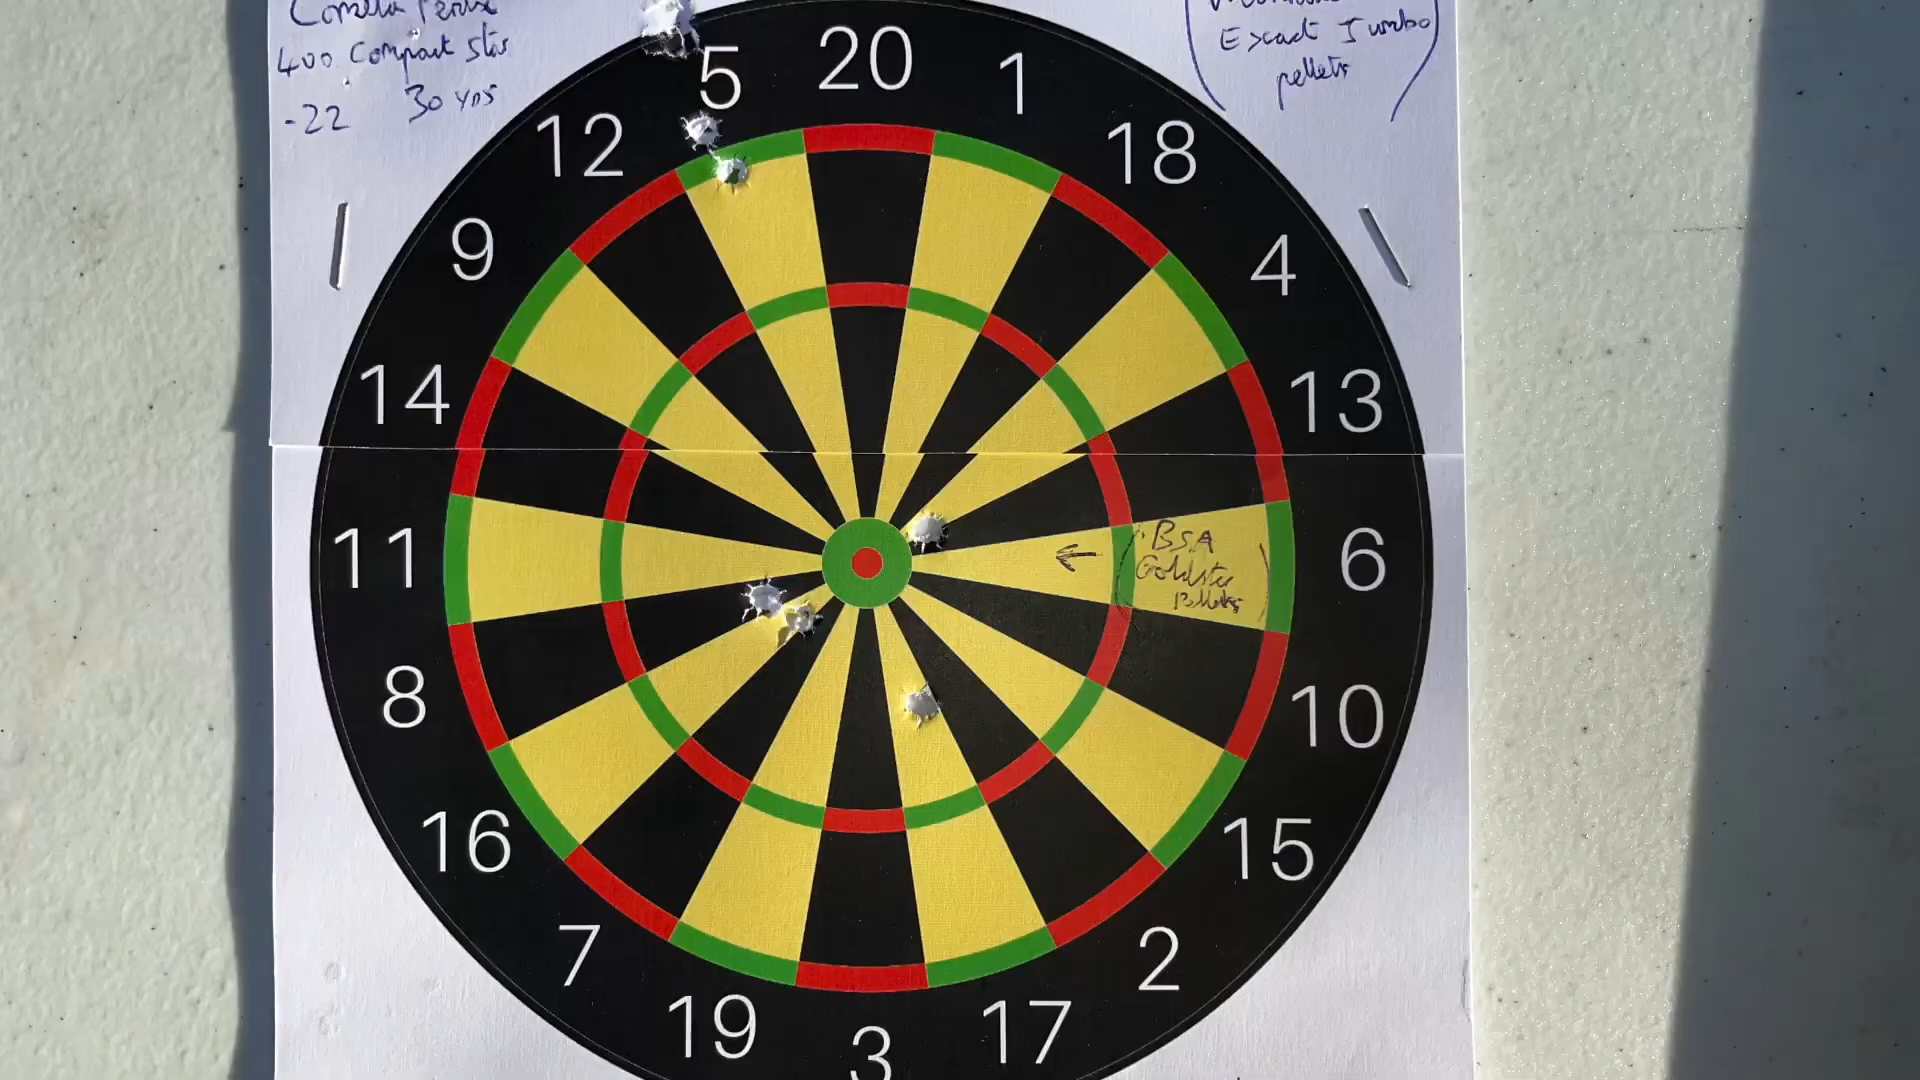 400 Compact
.22 30 yds
Exact Jumbo
pellets
5 20 1
12 18
9 4
14 13
11 6
BSA
Goldstar
Pellets
8 10
16 15
7 2
19 3 17